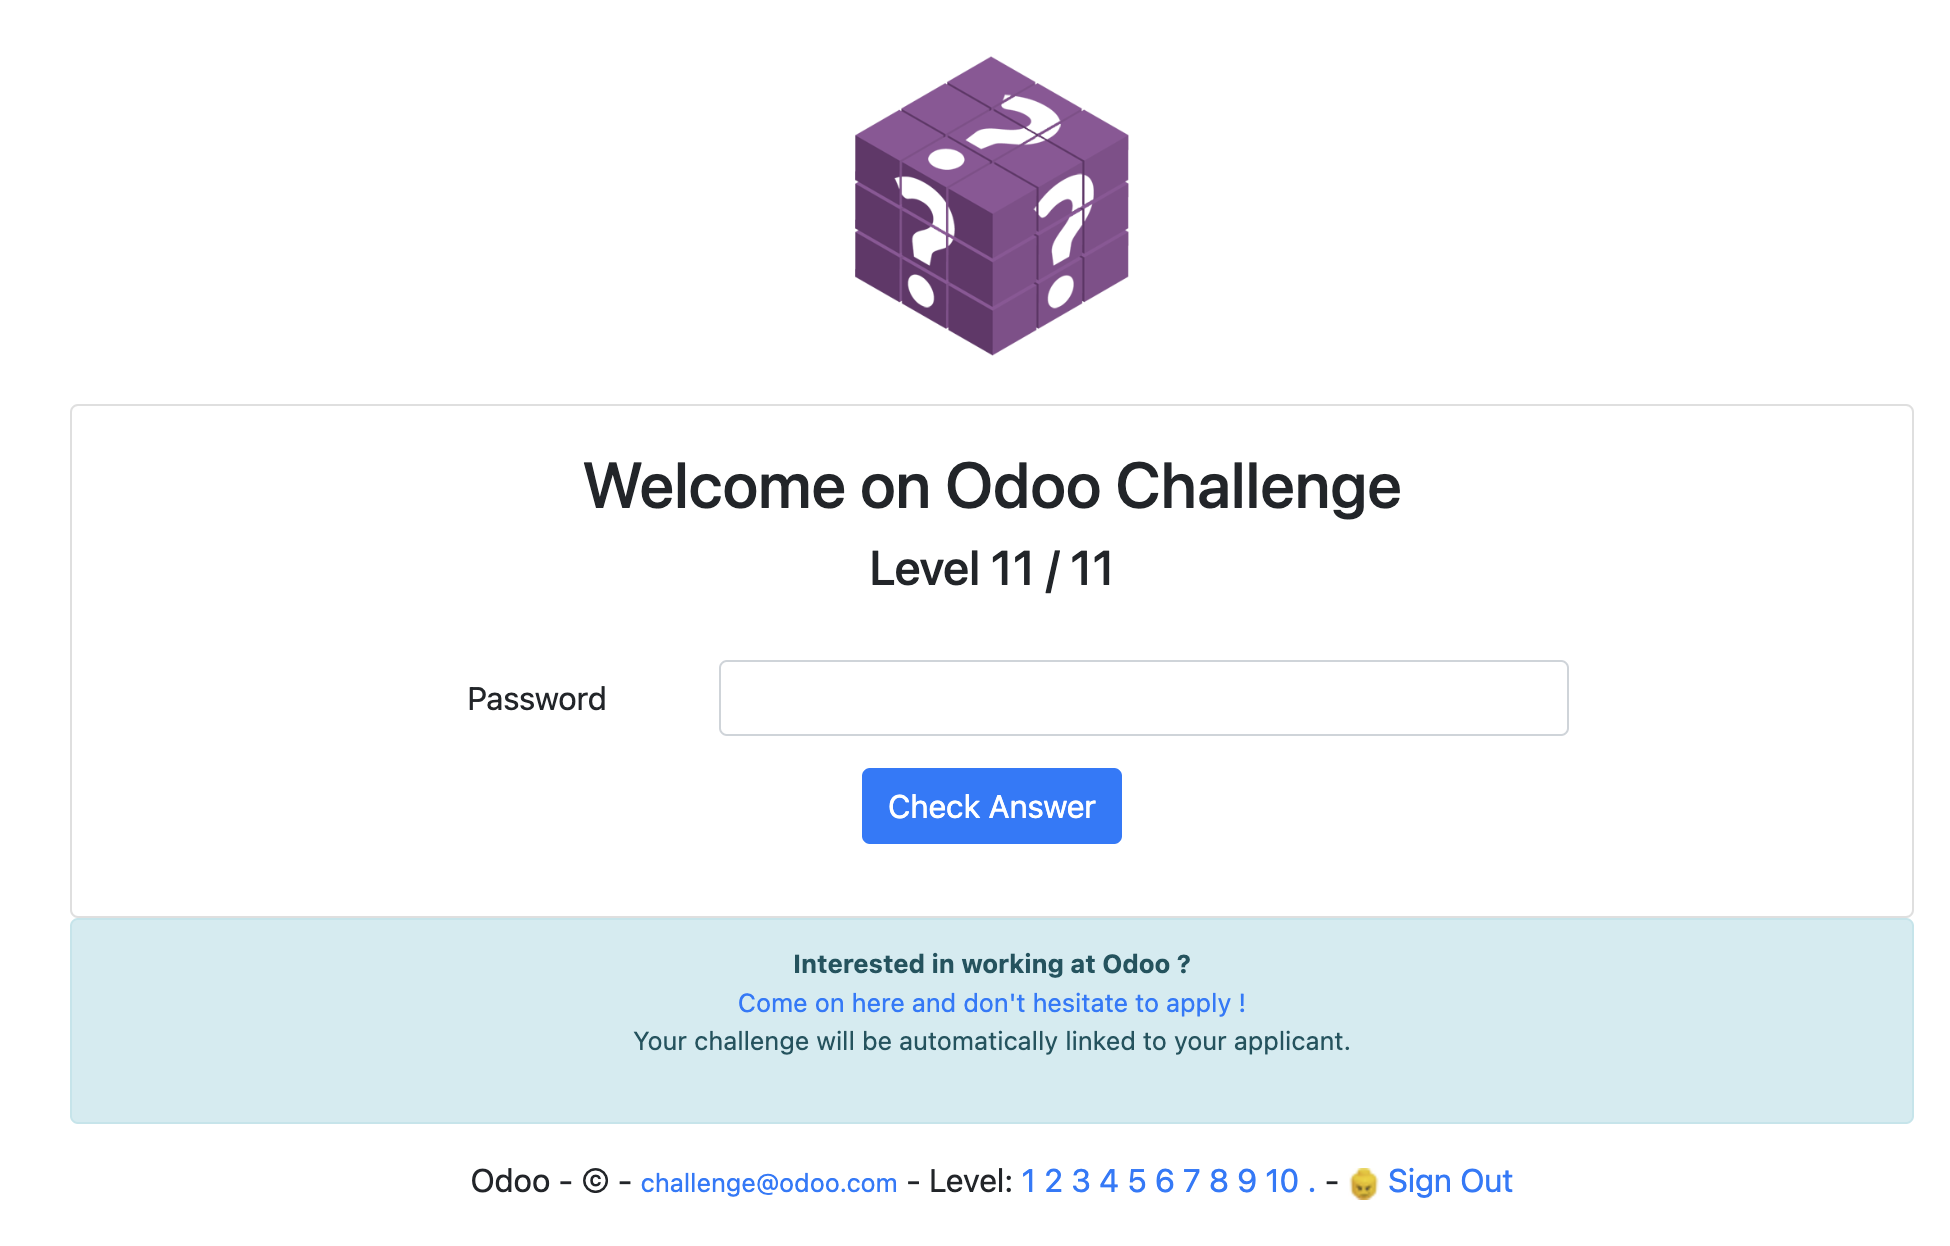 ? ? ?
Welcome on Odoo Challenge
Level 11 / 11
Password
Check Answer
Interested in working at Odoo ?
Come on here and don't hesitate to apply !
Your challenge will be automatically linked to your applicant.
Odoo - © - challenge@odoo.com - Level: 1 2 3 4 5 6 7 8 9 10 . - Sign Out